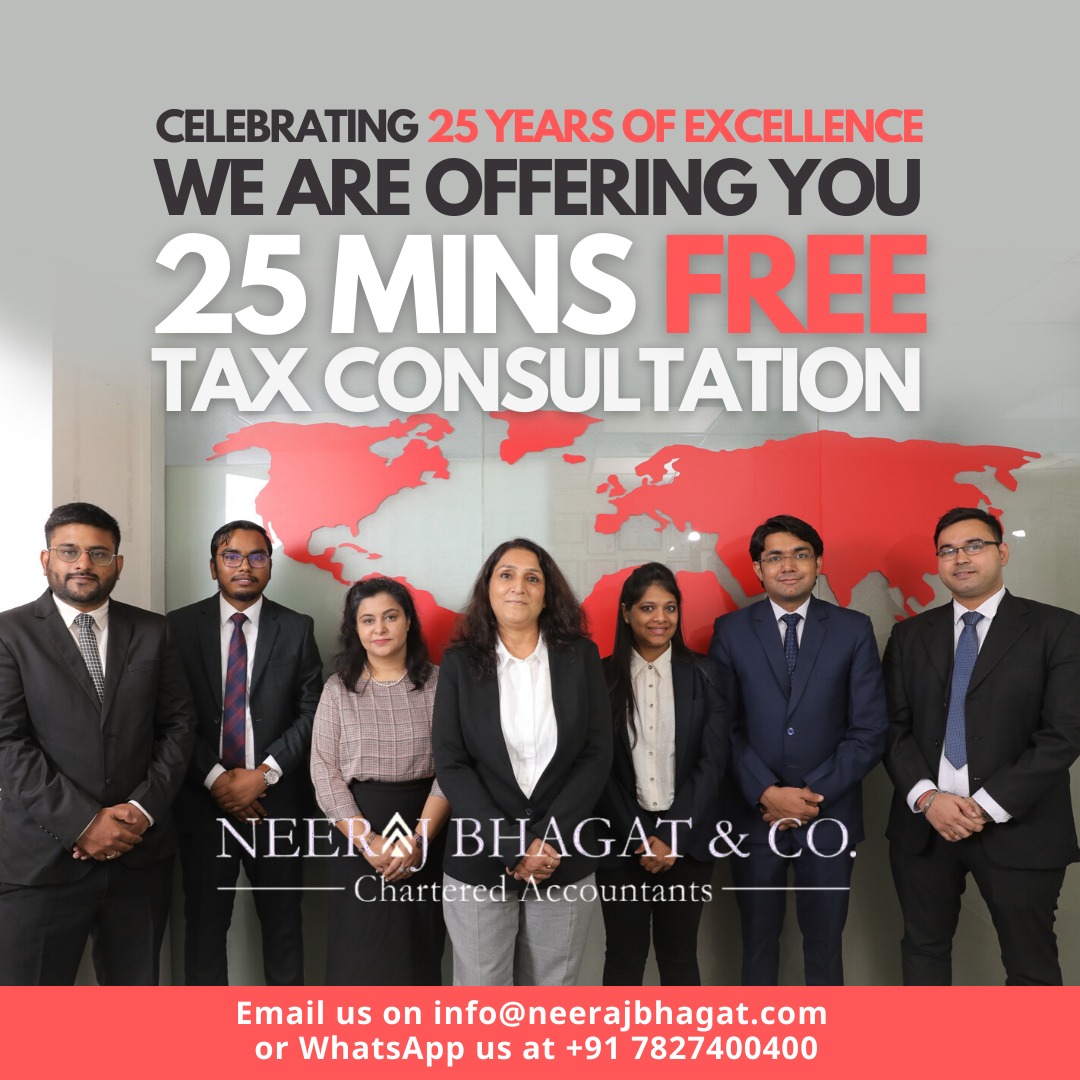 CELEBRATING 25 YEARS OF EXCELLENCE
WE ARE OFFERING YOU
25 MINS FREE
TAX CONSULTATION
NEERAJ BHAGAT & CO.
Chartered Accountants
Email us on info@neerajbhagat.com
or WhatsApp us at +91 7827400400